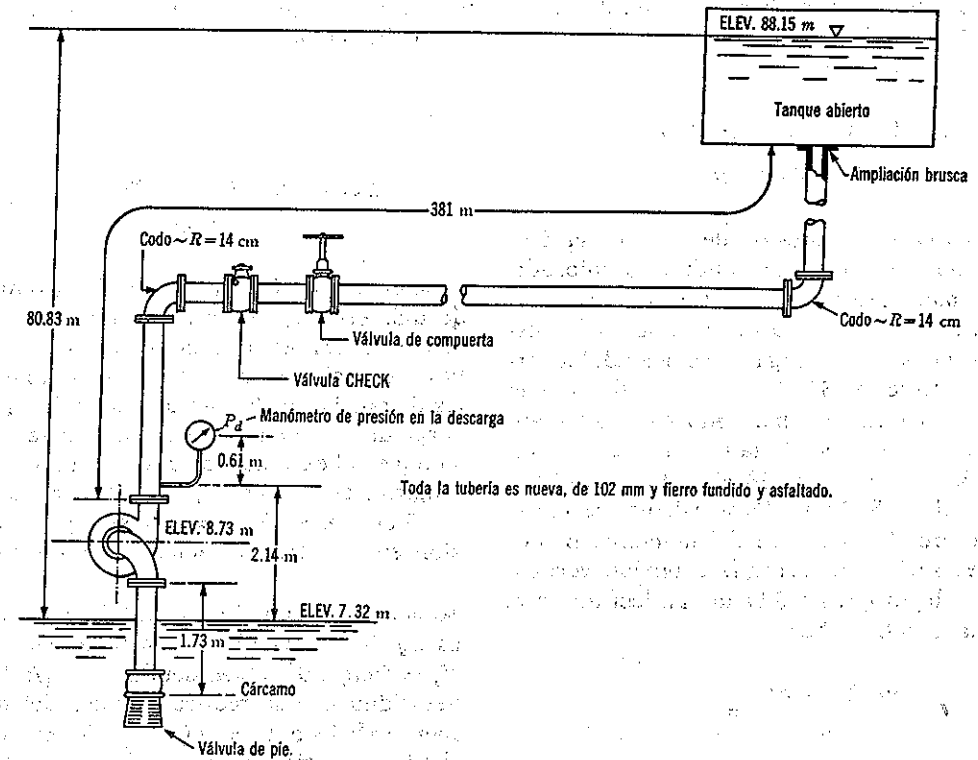 ELEV. 88.15 m
Tanque abierto
Ampliación brusca
381 m
Codo ~ R = 14 cm
80.83 m
Codo ~ R = 14 cm
Válvula de compuerta
Válvula CHECK
Pd Manómetro de presión en la descarga
0.61 m
Toda la tubería es nueva, de 102 mm y fierro fundido y asfaltado.
ELEV. 8.73 m
2.14 m
ELEV. 7.32 m
1.73 m
Cárcamo
Válvula de pie.